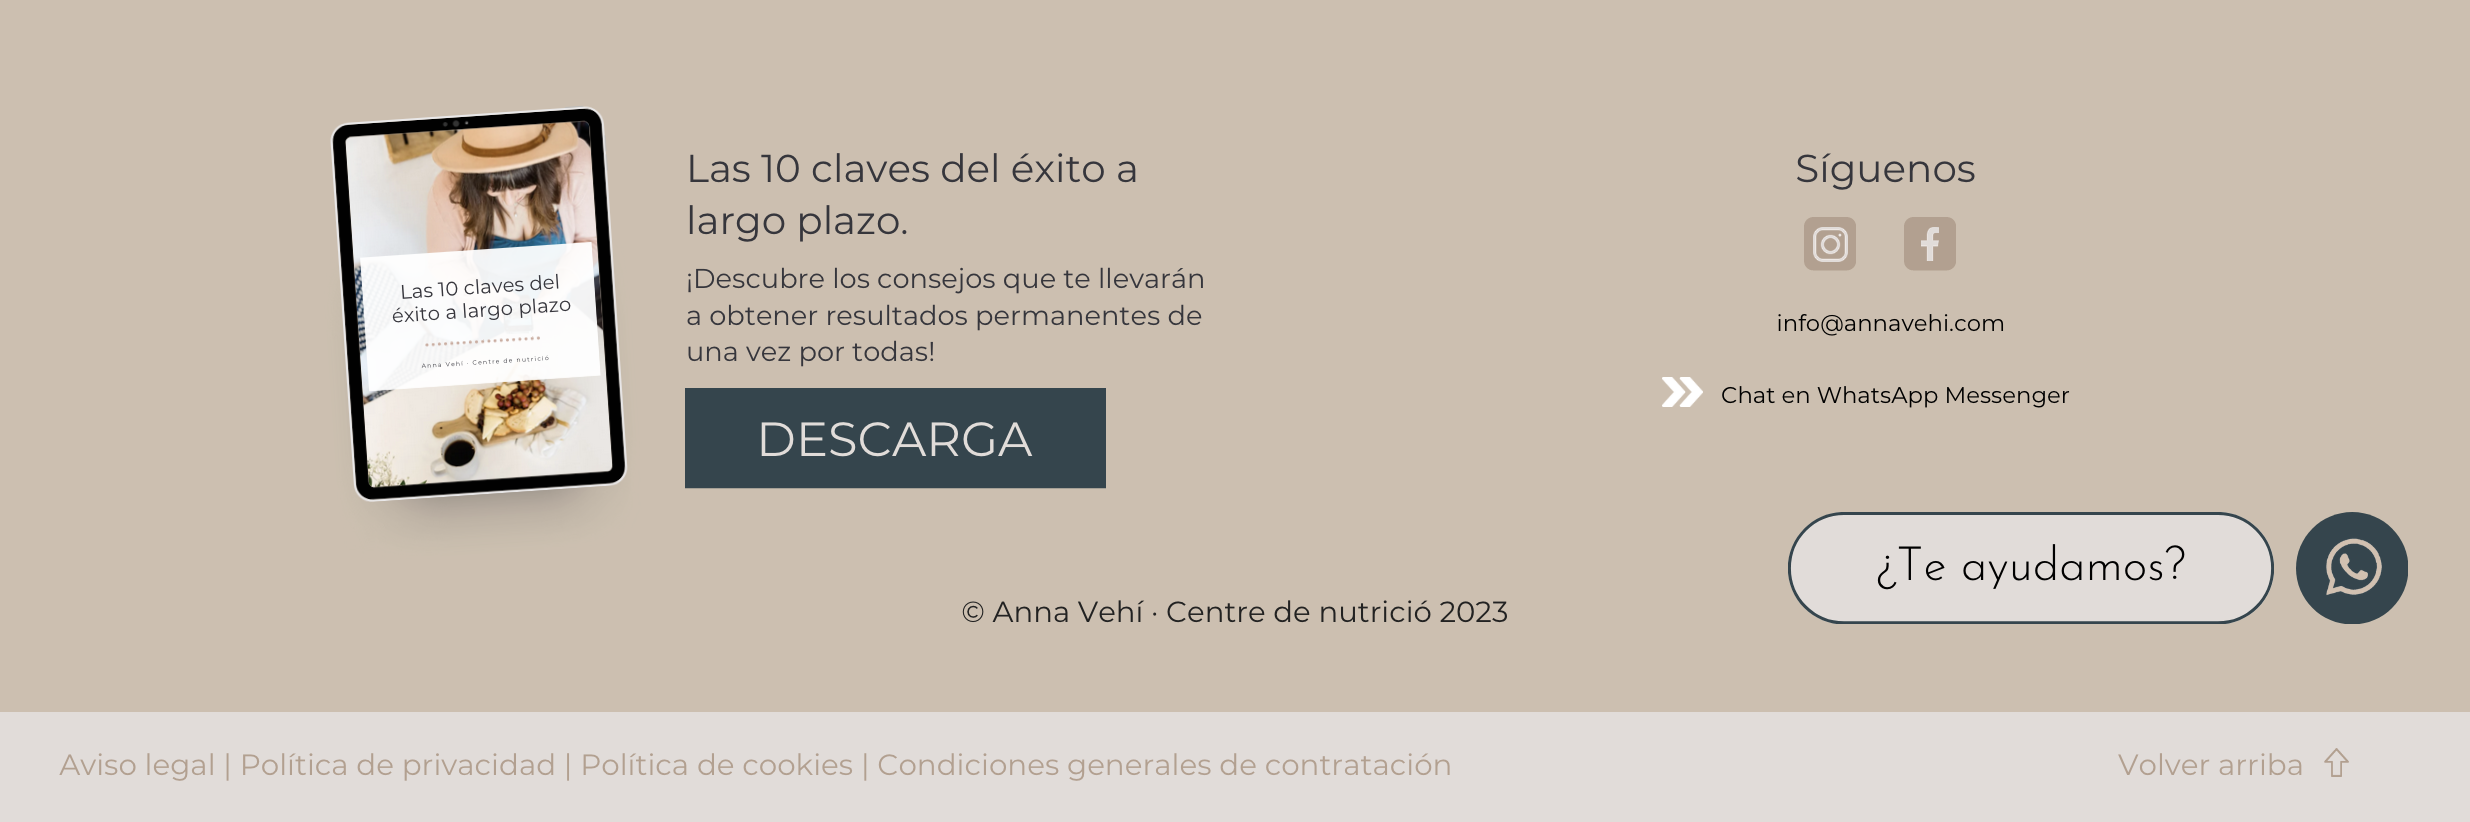 Las 10 claves del
éxito a largo plazo
Anna Vehí · Centre de nutrició
Las 10 claves del éxito a
largo plazo.
¡Descubre los consejos que te llevarán
a obtener resultados permanentes de
una vez por todas!
DESCARGA
Síguenos
info@annavehi.com
Chat en WhatsApp Messenger
¿Te ayudamos?
© Anna Vehí · Centre de nutrició 2023
Aviso legal | Política de privacidad | Política de cookies | Condiciones generales de contratación
Volver arriba